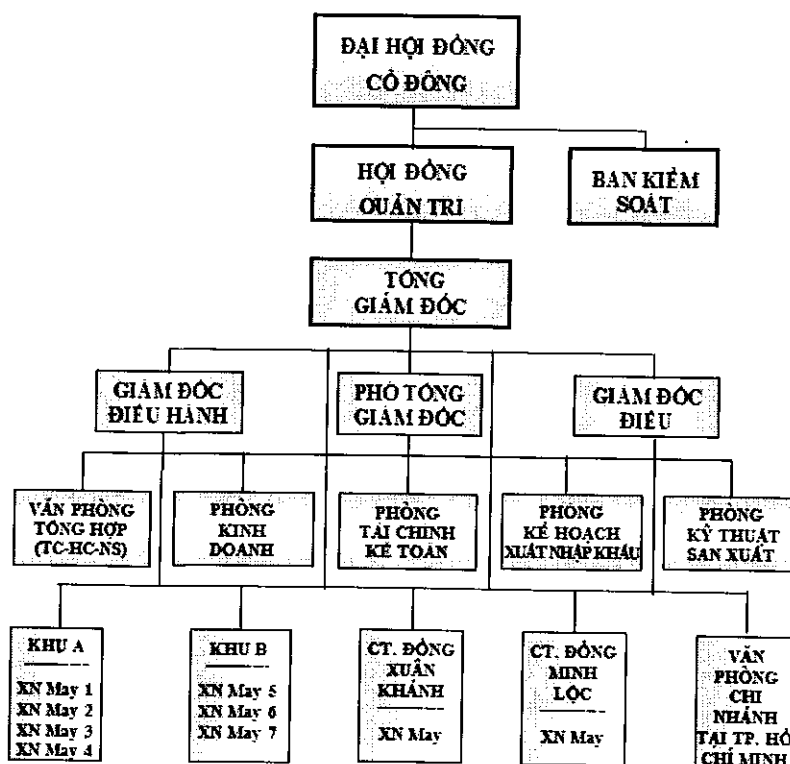 ĐẠI HỘI ĐỒNG
CỔ ĐÔNG
HỘI ĐỒNG
QUẢN TRI
BAN KIỂM
SOÁT
TỔNG
GIÁM ĐỐC
GIÁM ĐỐC
ĐIỀU HÀNH
PHÓ TỔNG
GIÁM ĐỐC
GIÁM ĐỐC
ĐIỀU
VĂN PHÒNG
TỔNG HỢP
(TC-HC-NS)
PHÒNG
KINH
DOANH
PHÒNG
TÀI CHÍNH
KẾ TOÁN
PHÒNG
KẾ HOẠCH
XUẤT NHẬP KHẨU
PHÒNG
KỸ THUẬT
SẢN XUẤT
KHU A
XN May 1
XN May 2
XN May 3
XN May 4
KHU B
XN May 5
XN May 6
XN May 7
CT. ĐỒNG
XUÂN
KHÁNH
XN May
CT. ĐỒNG
MINH
LỘC
XN May
VĂN
PHÒNG
CHI
NHÁNH
TẠI TP. HỒ
CHÍ MINH